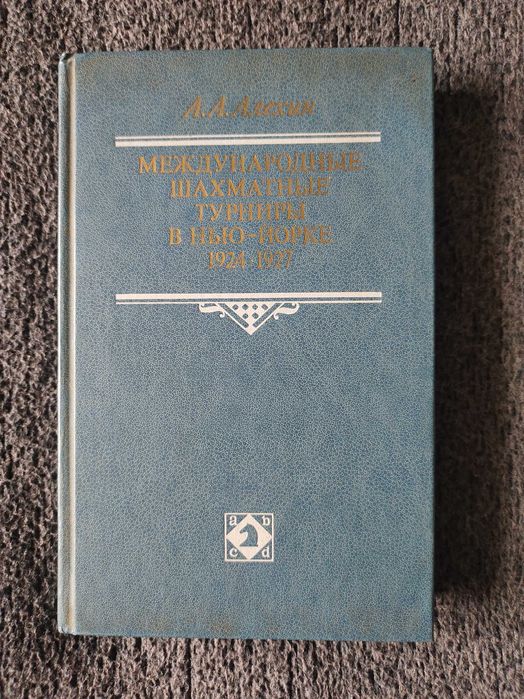 А. А. Алехин
МЕЖДУНАРОДНЫЕ
ШАХМАТНЫЕ
ТУРНИРЫ
В НЬЮ-ЙОРКЕ
1924-1927
a b
c d